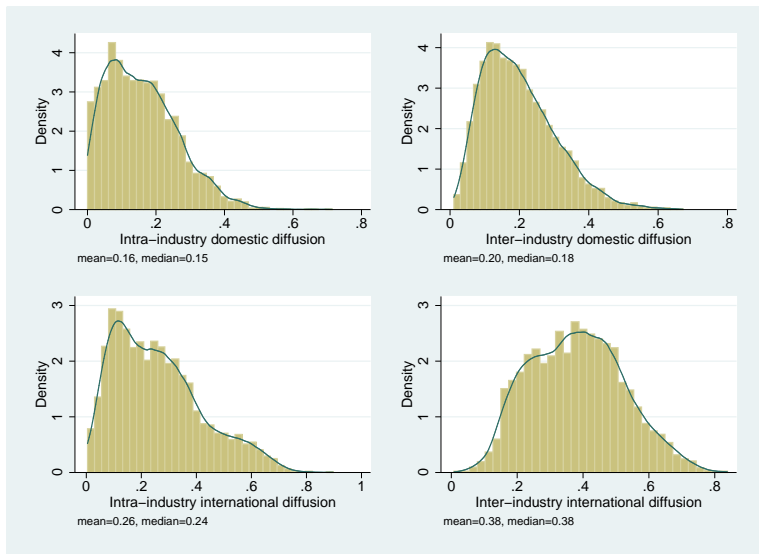 Density
4
3
2
1
0
0 .2 .4 .6 .8
Intra−industry domestic diffusion
mean=0.16, median=0.15
Density
4
3
2
1
0
0 .2 .4 .6 .8
Inter−industry domestic diffusion
mean=0.20, median=0.18
Density
3
2
1
0
0 .2 .4 .6 .8 1
Intra−industry international diffusion
mean=0.26, median=0.24
Density
3
2
1
0
0 .2 .4 .6 .8
Inter−industry international diffusion
mean=0.38, median=0.38